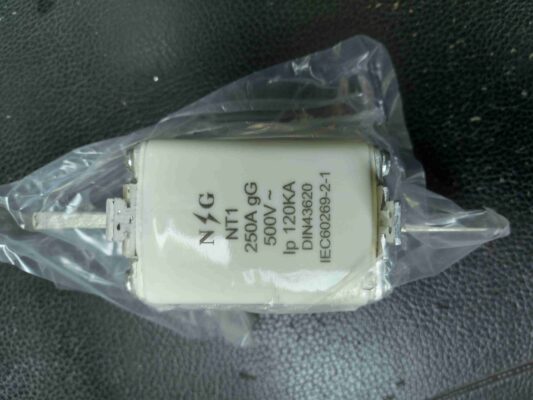 N G
NT1
250A gG
500V ~
Ip 120KA
DIN43620
IEC60269-2-1